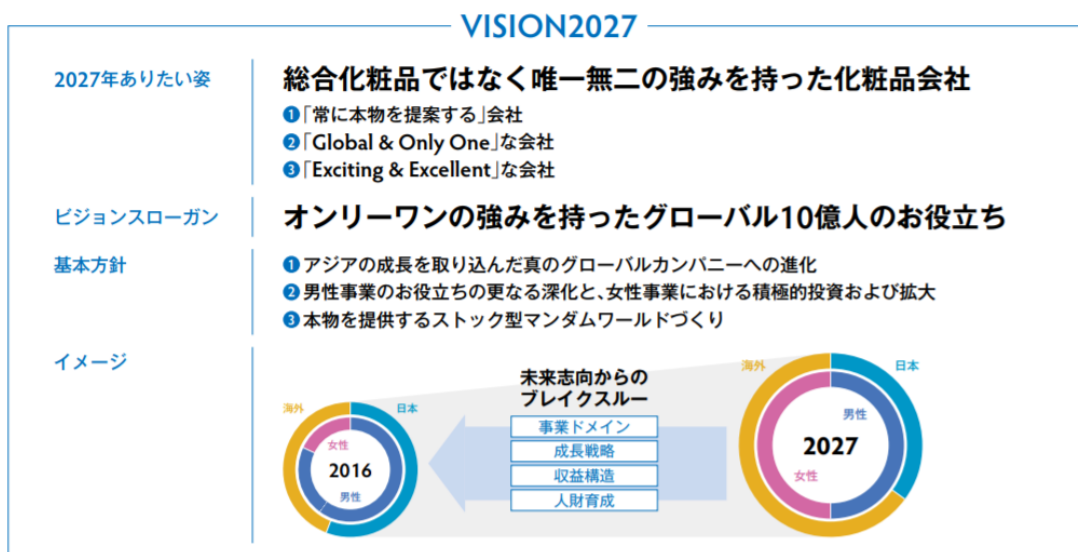 VISION2027
2027年ありたい姿
総合化粧品ではなく唯一無二の強みを持った化粧品会社
❶「常に本物を提案する」会社
❷「Global & Only One」な会社
❸「Exciting & Excellent」な会社
ビジョンスローガン
オンリーワンの強みを持ったグローバル10億人のお役立ち
基本方針
❶アジアの成長を取り込んだ真のグローバルカンパニーへの進化
❷男性事業のお役立ちの更なる深化と、女性事業における積極的投資および拡大
❸本物を提供するストック型マンダムワールドづくり
イメージ
海外
日本
女性
2016
男性
未来志向からの
ブレイクスルー
事業ドメイン
成長戦略
収益構造
人財育成
海外
日本
男性
2027
女性